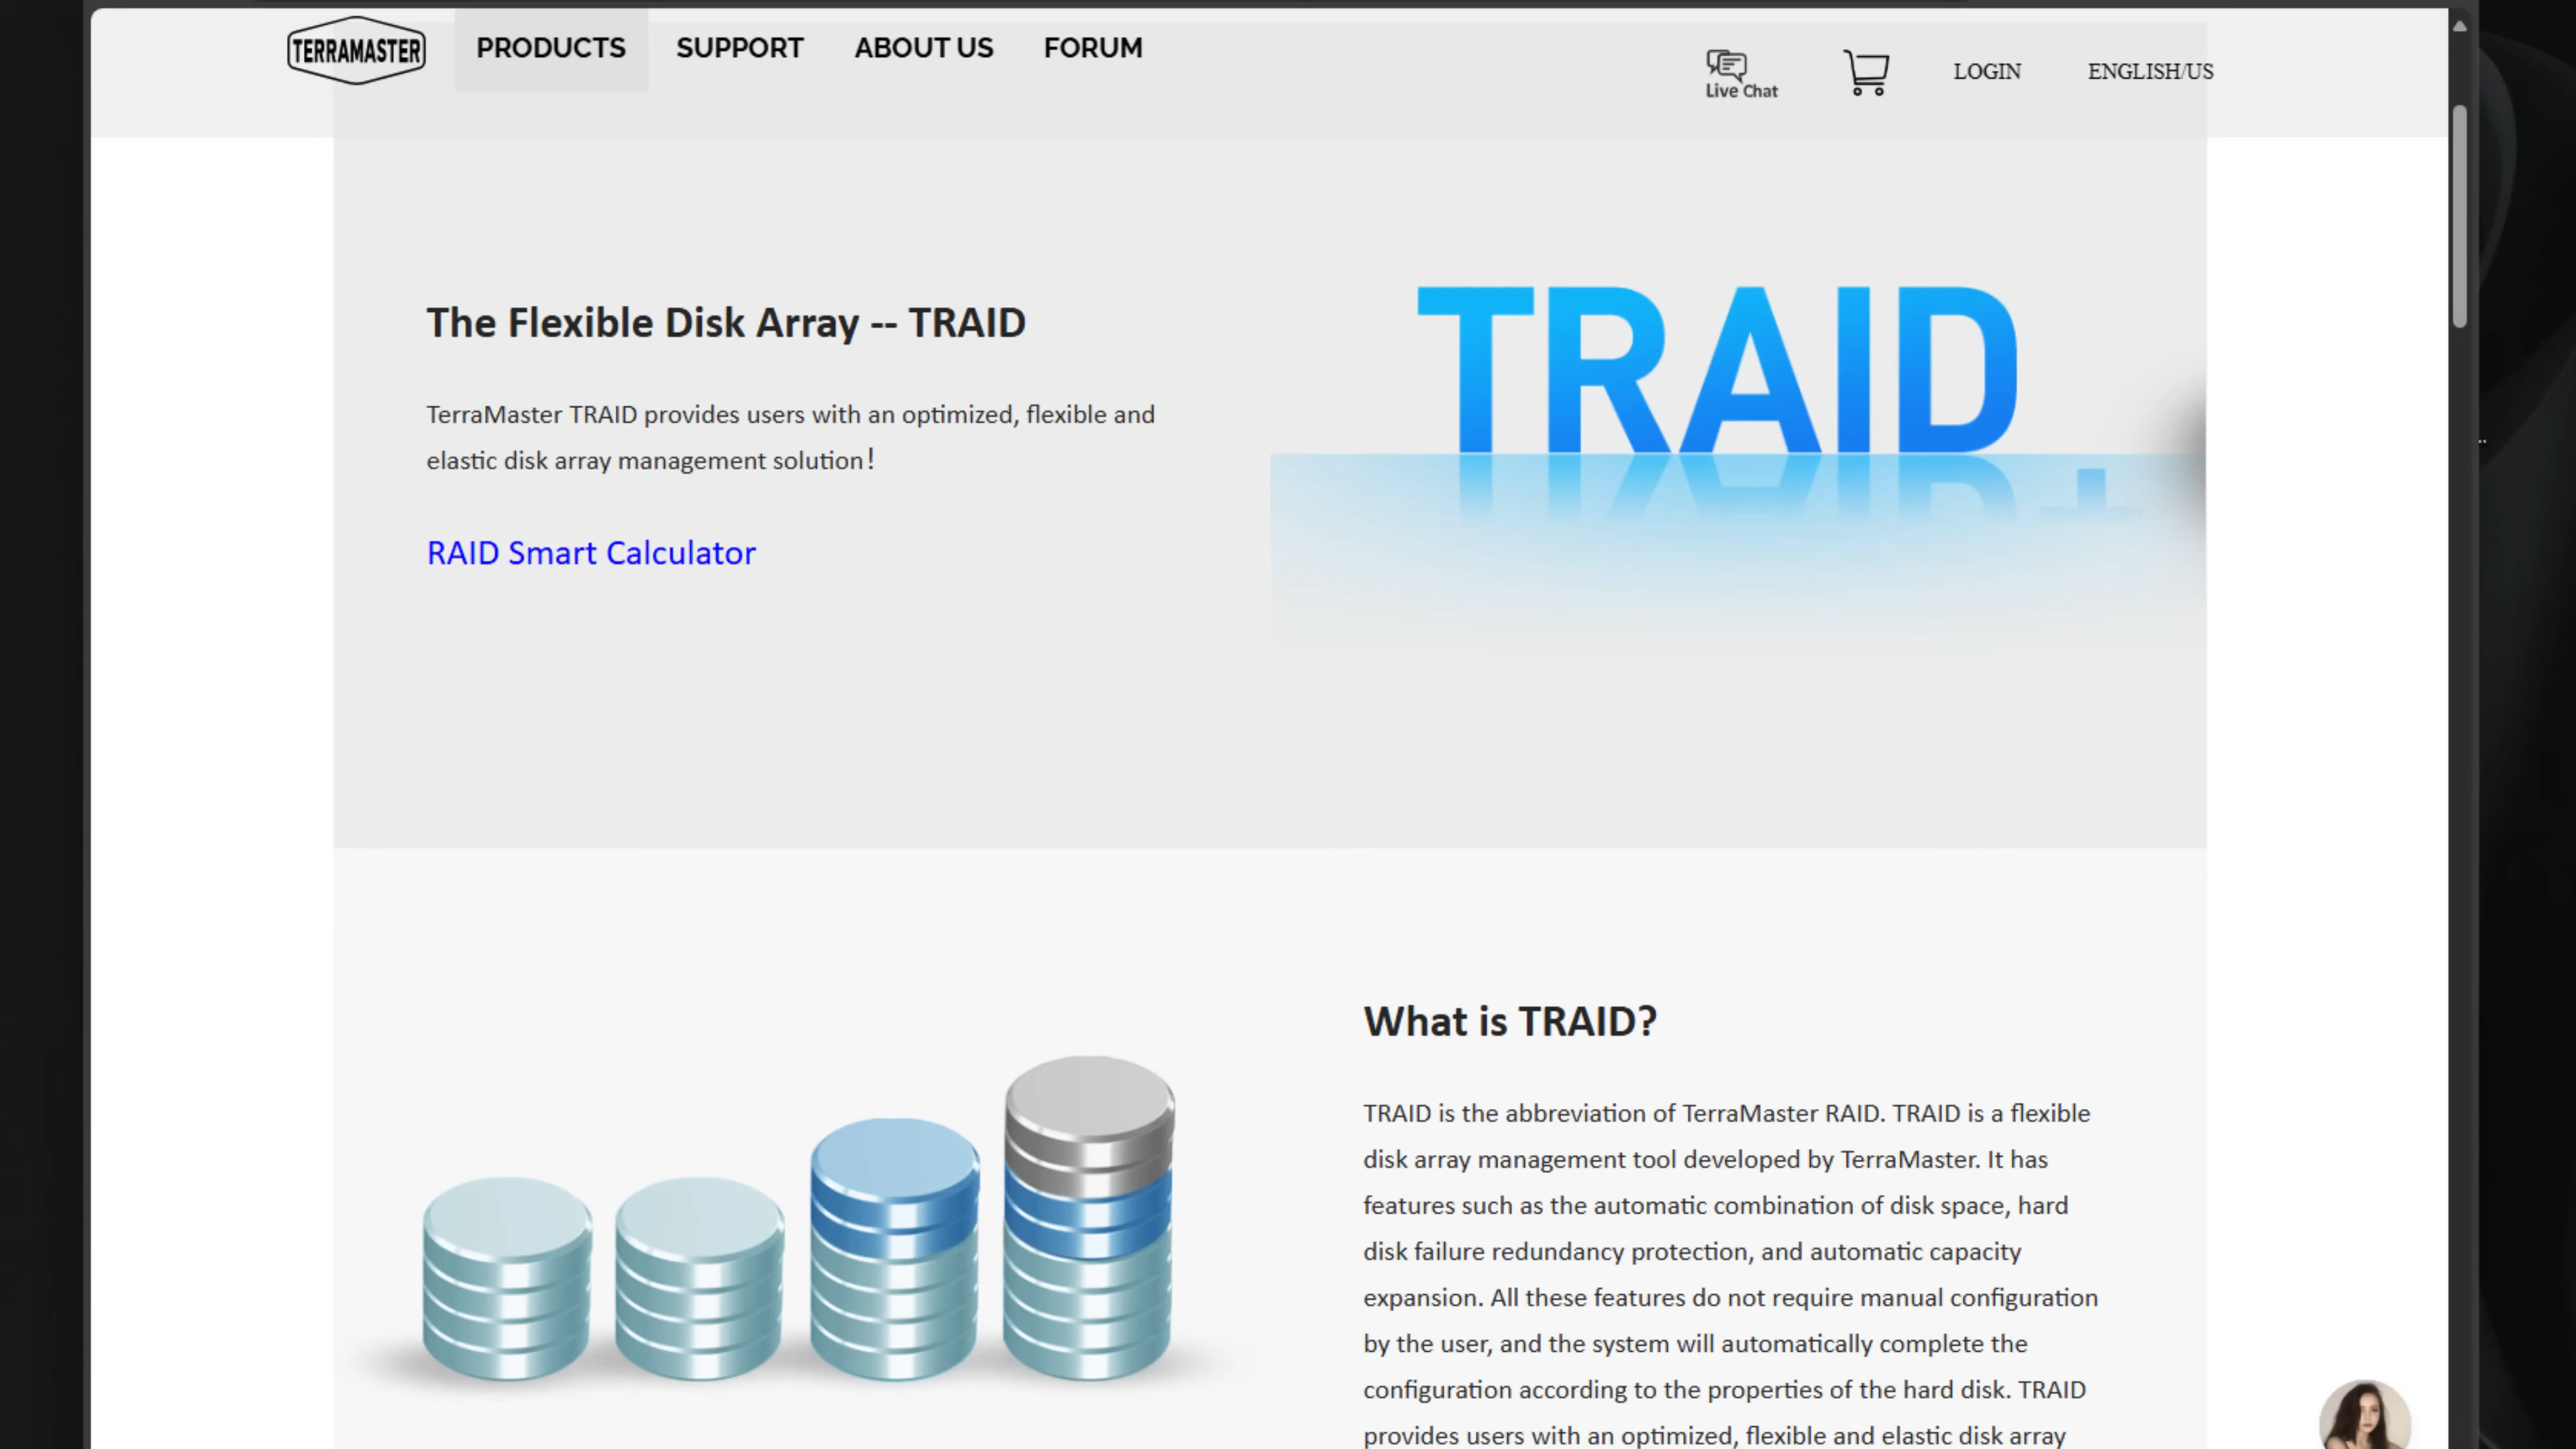 TERRAMASTER
PRODUCTS
SUPPORT
ABOUT US
FORUM
Live Chat
LOGIN
ENGLISH/US
The Flexible Disk Array -- TRAID
TerraMaster TRAID provides users with an optimized, flexible and
elastic disk array management solution！
RAID Smart Calculator
TRAID
What is TRAID?
TRAID is the abbreviation of TerraMaster RAID. TRAID is a flexible
disk array management tool developed by TerraMaster. It has
features such as the automatic combination of disk space, hard
disk failure redundancy protection, and automatic capacity
expansion. All these features do not require manual configuration
by the user, and the system will automatically complete the
configuration according to the properties of the hard disk. TRAID
provides users with an optimized, flexible and elastic disk array